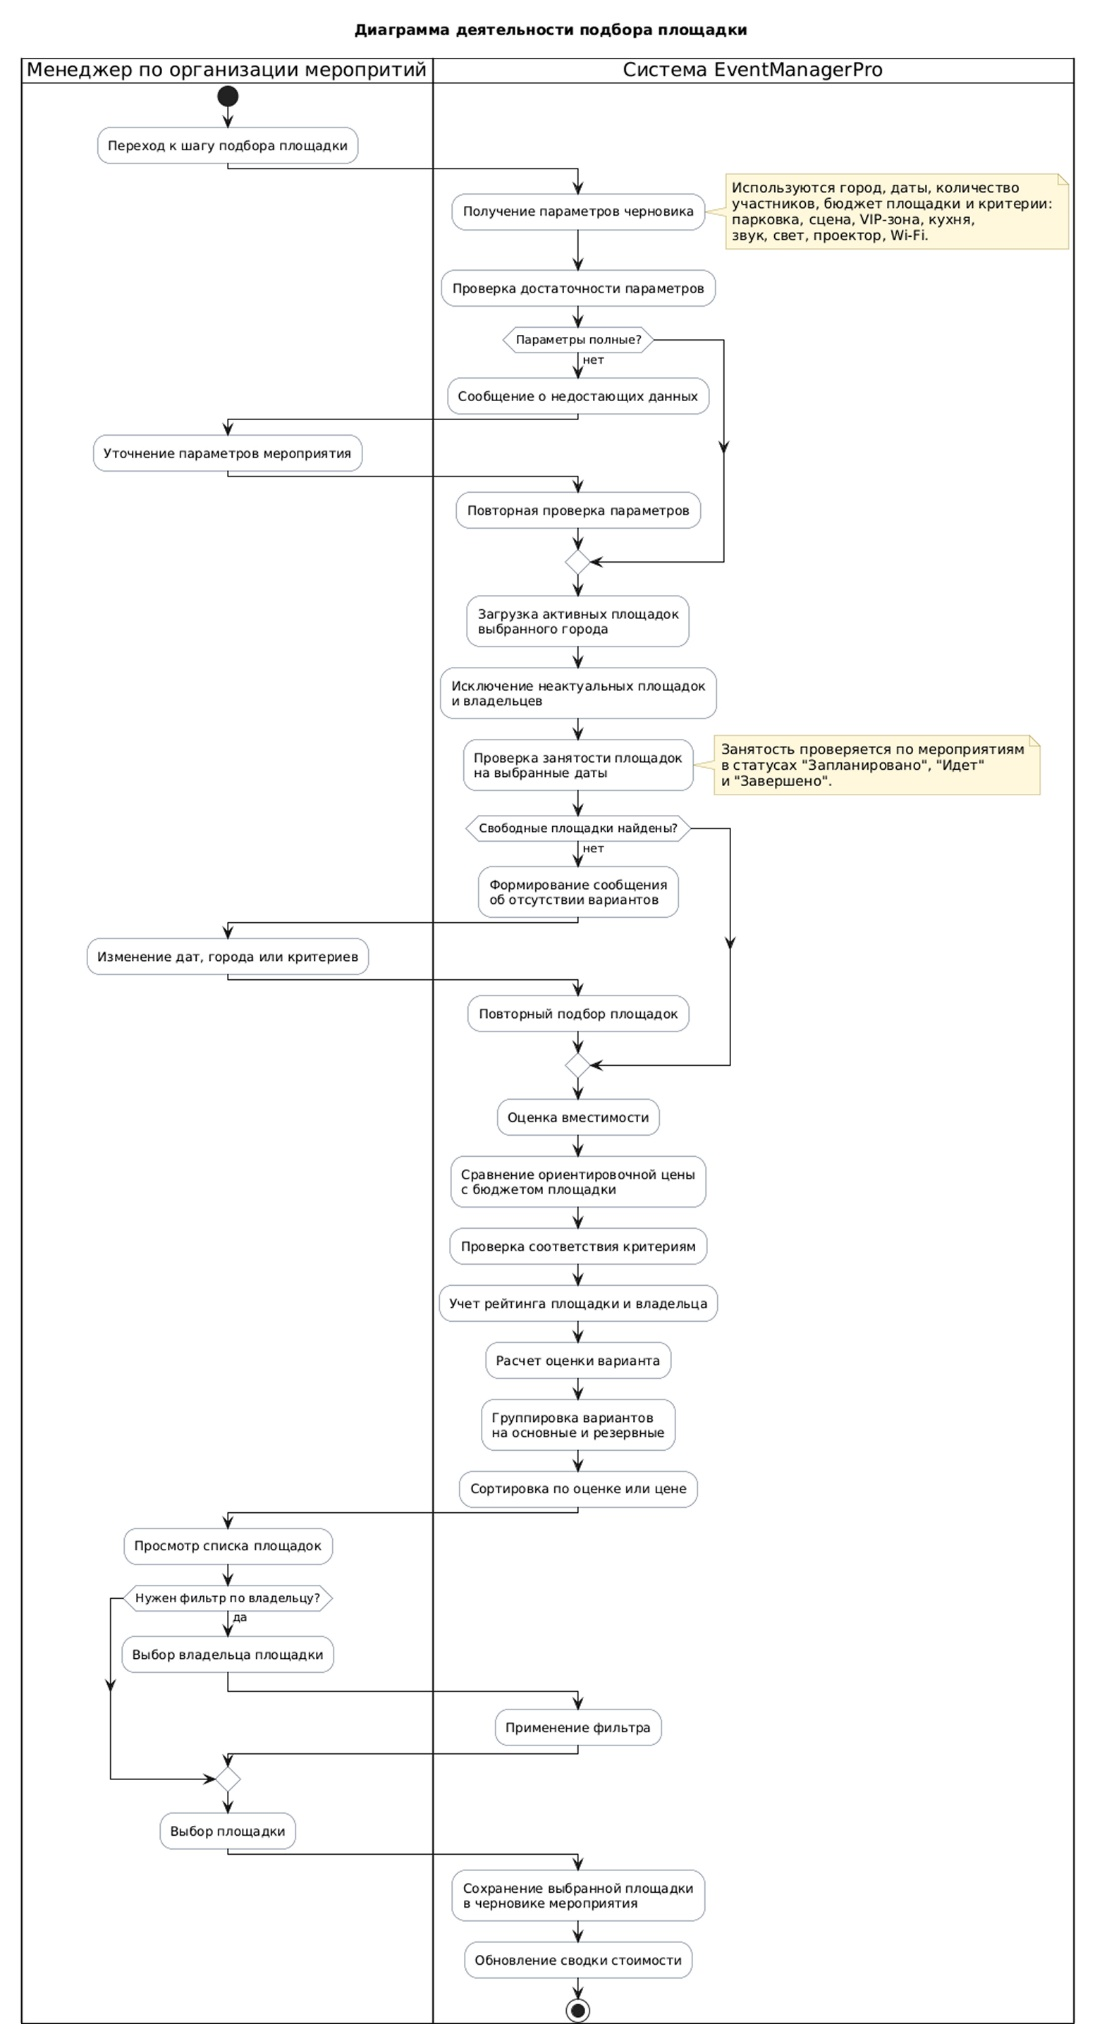 Диаграмма деятельности подбора площадки
Менеджер по организации меропритий
Система EventManagerPro
Переход к шагу подбора площадки
Получение параметров черновика
Используются город, даты, количество
участников, бюджет площадки и критерии:
парковка, сцена, VIP-зона, кухня,
звук, свет, проектор, Wi-Fi.
Проверка достаточности параметров
Параметры полные?
нет
Сообщение о недостающих данных
Уточнение параметров мероприятия
Повторная проверка параметров
Загрузка активных площадок
выбранного города
Исключение неактуальных площадок
и владельцев
Проверка занятости площадок
на выбранные даты
Занятость проверяется по мероприятиям
в статусах "Запланировано", "Идет"
и "Завершено".
Свободные площадки найдены?
нет
Формирование сообщения
об отсутствии вариантов
Изменение дат, города или критериев
Повторный подбор площадок
Оценка вместимости
Сравнение ориентировочной цены
с бюджетом площадки
Проверка соответствия критериям
Учет рейтинга площадки и владельца
Расчет оценки варианта
Группировка вариантов
на основные и резервные
Сортировка по оценке или цене
Просмотр списка площадок
Нужен фильтр по владельцу?
да
Выбор владельца площадки
Применение фильтра
Выбор площадки
Сохранение выбранной площадки
в черновике мероприятия
Обновление сводки стоимости